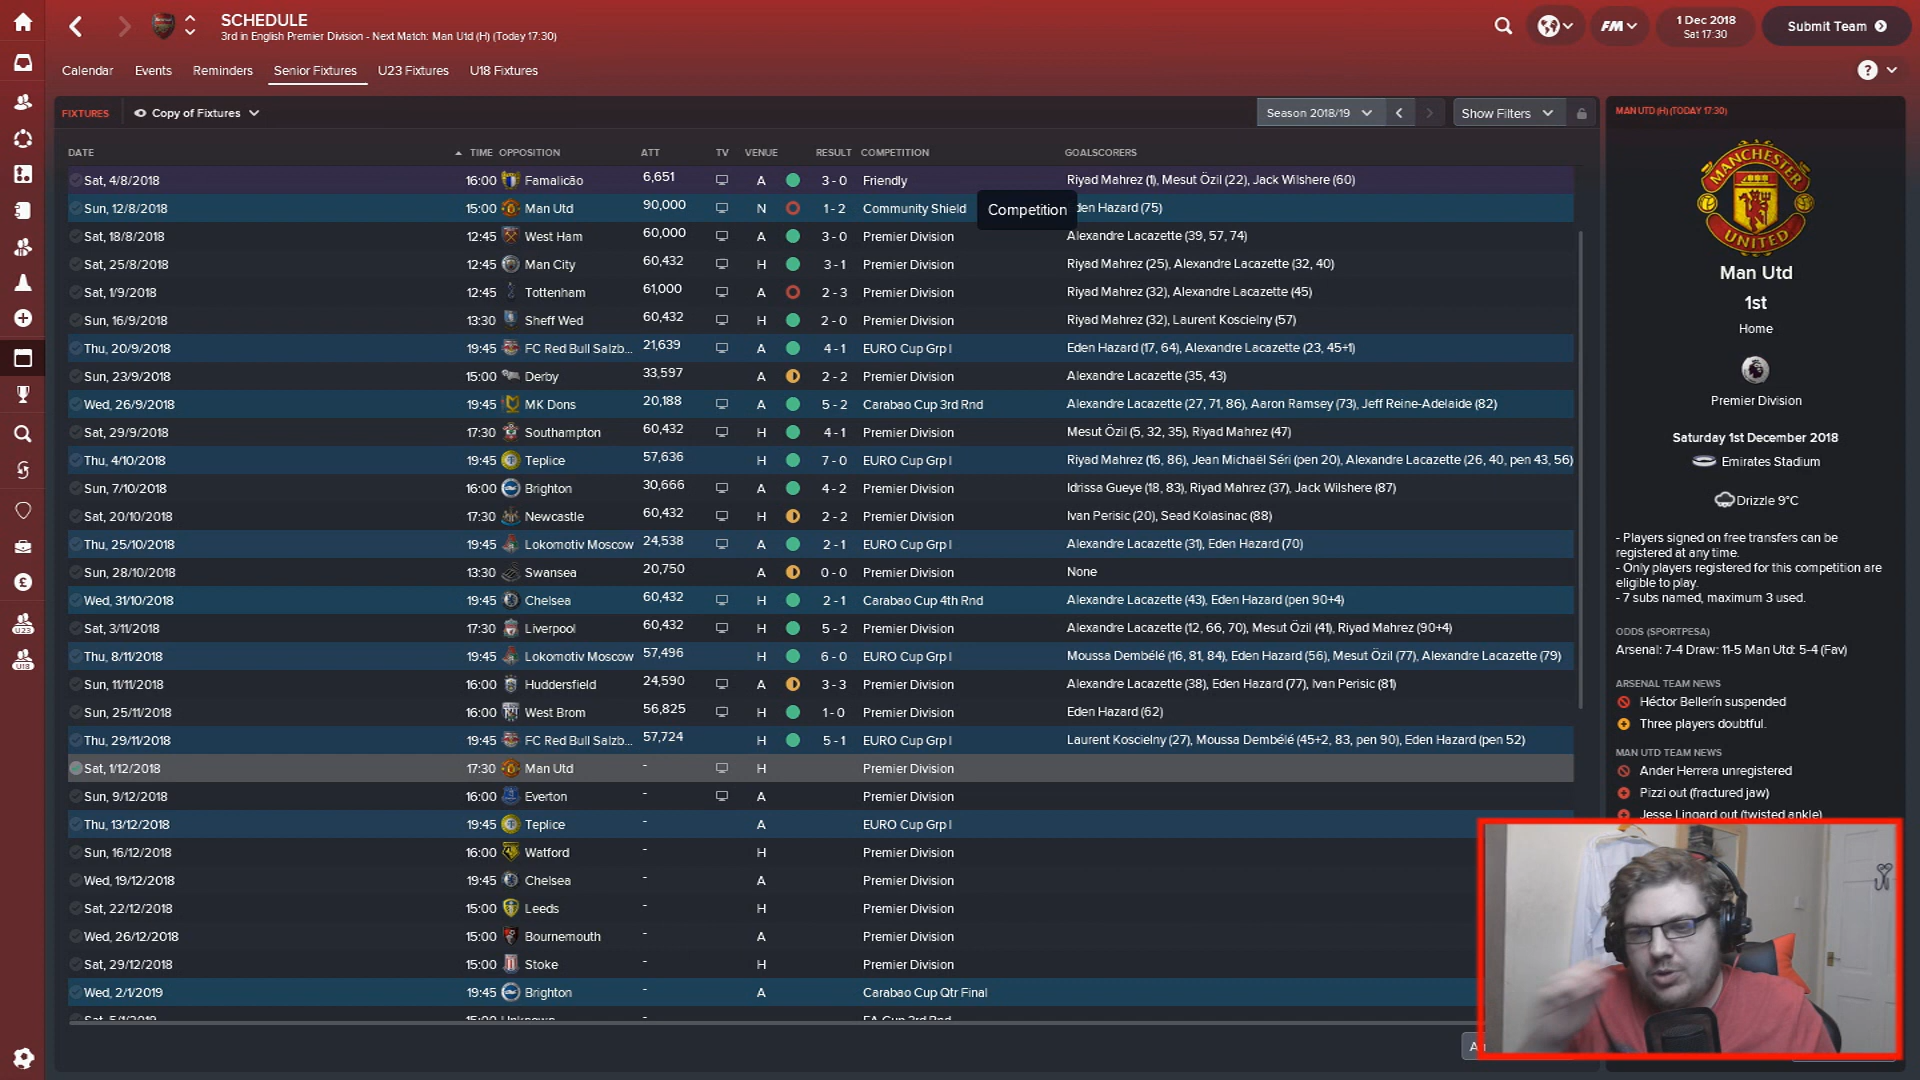 SCHEDULE
3rd in English Premier Division - Next Match: Man Utd (H) (Today 17:30)
FM
1 Dec 2018
Sat 17:30
Submit Team
Calendar Events Reminders Senior Fixtures U23 Fixtures U18 Fixtures
FIXTURES Copy of Fixtures Season 2018/19 Show Filters
DATE TIME OPPOSITION ATT TV VENUE RESULT COMPETITION GOALSCORERS
Sat, 4/8/2018 16:00 Famalicão 6,651 A 3 - 0 Friendly Riyad Mahrez (1), Mesut Özil (22), Jack Wilshere (60)
Sun, 12/8/2018 15:00 Man Utd 90,000 N 1 - 2 Community Shield Competition den Hazard (75)
Sat, 18/8/2018 12:45 West Ham 60,000 A 3 - 0 Premier Division Alexandre Lacazette (39, 57, 74)
Sat, 25/8/2018 12:45 Man City 60,432 H 3 - 1 Premier Division Riyad Mahrez (25), Alexandre Lacazette (32, 40)
Sat, 1/9/2018 12:45 Tottenham 61,000 A 2 - 3 Premier Division Riyad Mahrez (32), Alexandre Lacazette (45)
Sun, 16/9/2018 13:30 Sheff Wed 60,432 H 2 - 0 Premier Division Riyad Mahrez (32), Laurent Koscielny (57)
Thu, 20/9/2018 19:45 FC Red Bull Salzb... 21,639 A 4 - 1 EURO Cup Grp I Eden Hazard (17, 64), Alexandre Lacazette (23, 45+1)
Sun, 23/9/2018 15:00 Derby 33,597 A 2 - 2 Premier Division Alexandre Lacazette (35, 43)
Wed, 26/9/2018 19:45 MK Dons 20,188 A 5 - 2 Carabao Cup 3rd Rnd Alexandre Lacazette (27, 71, 86), Aaron Ramsey (73), Jeff Reine-Adelaide (82)
Sat, 29/9/2018 17:30 Southampton 60,432 H 4 - 1 Premier Division Mesut Özil (5, 32, 35), Riyad Mahrez (47)
Thu, 4/10/2018 19:45 Teplice 57,636 H 7 - 0 EURO Cup Grp I Riyad Mahrez (16, 86), Jean Michaël Séri (pen 20), Alexandre Lacazette (26, 40, pen 43, 56)
Sun, 7/10/2018 16:00 Brighton 30,666 A 4 - 2 Premier Division Idrissa Gueye (18, 83), Riyad Mahrez (37), Jack Wilshere (87)
Sat, 20/10/2018 17:30 Newcastle 60,432 H 2 - 2 Premier Division Ivan Perisic (20), Sead Kolasinac (88)
Thu, 25/10/2018 19:45 Lokomotiv Moscow 24,538 A 2 - 1 EURO Cup Grp I Alexandre Lacazette (31), Eden Hazard (70)
Sun, 28/10/2018 13:30 Swansea 20,750 A 0 - 0 Premier Division None
Wed, 31/10/2018 19:45 Chelsea 60,432 H 2 - 1 Carabao Cup 4th Rnd Alexandre Lacazette (43), Eden Hazard (pen 90+4)
Sat, 3/11/2018 17:30 Liverpool 60,432 H 5 - 2 Premier Division Alexandre Lacazette (12, 66, 70), Mesut Özil (41), Riyad Mahrez (90+4)
Thu, 8/11/2018 19:45 Lokomotiv Moscow 57,496 H 6 - 0 EURO Cup Grp I Moussa Dembélé (16, 81, 84), Eden Hazard (56), Mesut Özil (77), Alexandre Lacazette (79)
Sun, 11/11/2018 16:00 Huddersfield 24,590 A 3 - 3 Premier Division Alexandre Lacazette (38), Eden Hazard (77), Ivan Perisic (81)
Sun, 25/11/2018 16:00 West Brom 56,825 H 1 - 0 Premier Division Eden Hazard (62)
Thu, 29/11/2018 19:45 FC Red Bull Salzb... 57,724 H 5 - 1 EURO Cup Grp I Laurent Koscielny (27), Moussa Dembélé (45+2, 83, pen 90), Eden Hazard (pen 52)
Sat, 1/12/2018 17:30 Man Utd - H Premier Division
Sun, 9/12/2018 16:00 Everton - A Premier Division
Thu, 13/12/2018 19:45 Teplice - A EURO Cup Grp I
Sun, 16/12/2018 16:00 Watford - H Premier Division
Wed, 19/12/2018 19:45 Chelsea - A Premier Division
Sat, 22/12/2018 15:00 Leeds - H Premier Division
Wed, 26/12/2018 15:00 Bournemouth - A Premier Division
Sat, 29/12/2018 15:00 Stoke - H Premier Division
Wed, 2/1/2019 19:45 Brighton - A Carabao Cup Qtr Final
Sat, 5/1/2019 15:00 Unknown - FA Cup 3rd Rnd
U23
U18
MAN UTD (H) (TODAY 17:30)
MANCHESTER
UNITED
Man Utd
1st
Home
Premier Division
Saturday 1st December 2018
Emirates Stadium
Drizzle 9°C
- Players signed on free transfers can be
registered at any time.
- Only players registered for this competition are
eligible to play.
- 7 subs named, maximum 3 used.
ODDS (SPORTPESA)
Arsenal: 7-4 Draw: 11-5 Man Utd: 5-4 (Fav)
ARSENAL TEAM NEWS
Héctor Bellerín suspended
Three players doubtful.
MAN UTD TEAM NEWS
Ander Herrera unregistered
Pizzi out (fractured jaw)
Jesse Lingard out (twisted ankle)